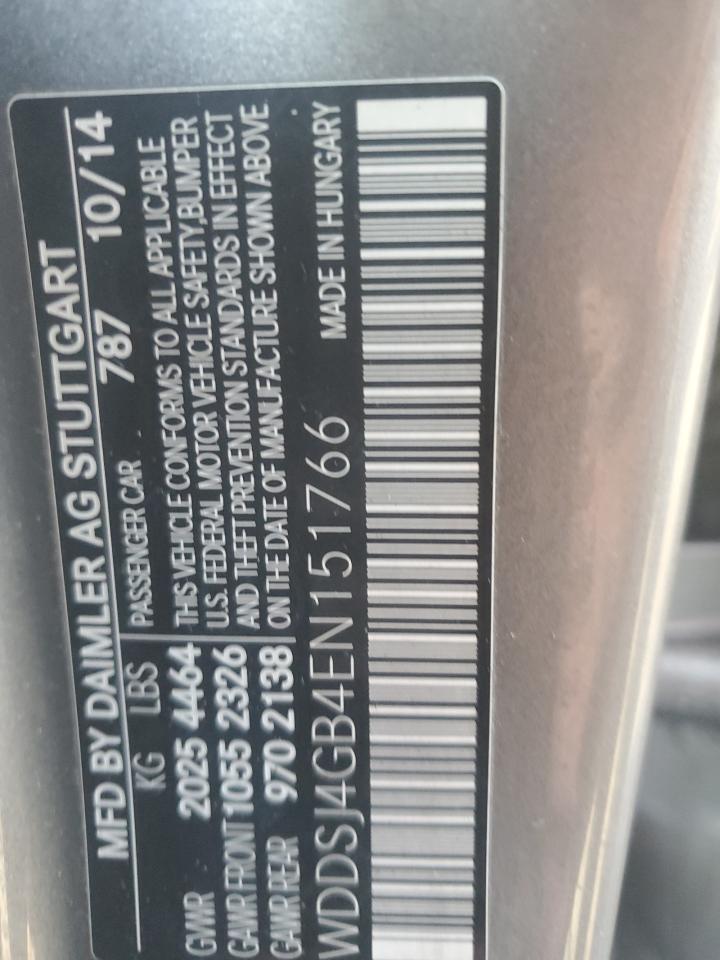 MFD BY DAIMLER AG STUTTGART
KG LBS PASSENGER CAR 787 10/14
GVWR 2025 4464 THIS VEHICLE CONFORMS TO ALL APPLICABLE
U.S. FEDERAL MOTOR VEHICLE SAFETY,BUMPER
GAWR FRONT 1055 2326 AND THEFT PREVENTION STANDARDS IN EFFECT
GAWR REAR 970 2138 ON THE DATE OF MANUFACTURE SHOWN ABOVE.
WDDSJ4GB4EN151766 MADE IN HUNGARY